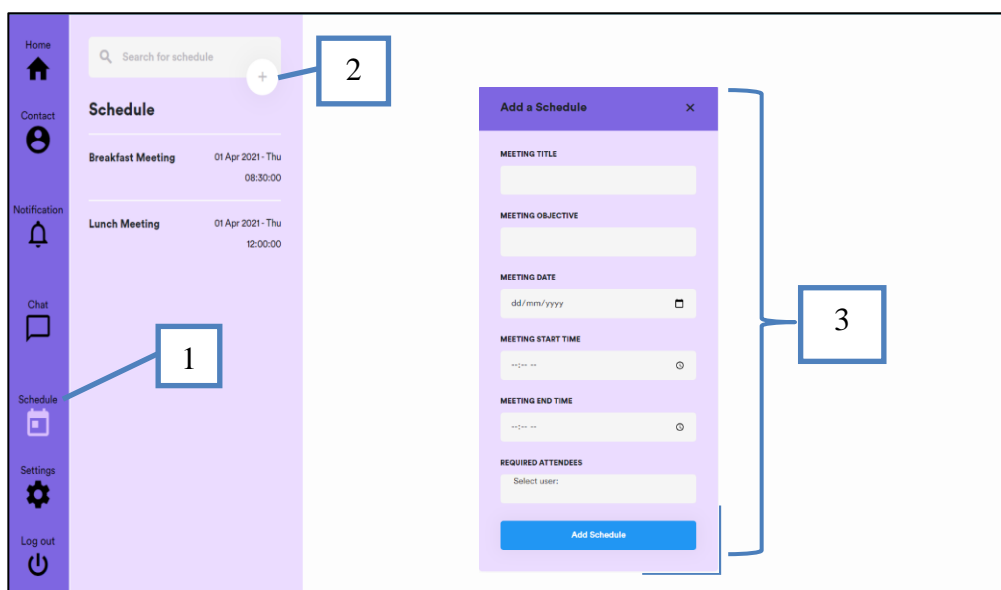 Home
Contact
Notification
Chat
Schedule
Settings
Log out
Search for schedule
+
Schedule
Breakfast Meeting 01 Apr 2021 - Thu
08:30:00
Lunch Meeting 01 Apr 2021 - Thu
12:00:00
1
2
Add a Schedule ×
MEETING TITLE
MEETING OBJECTIVE
MEETING DATE
dd/mm/yyyy
MEETING START TIME
--:-- --
MEETING END TIME
--:-- --
REQUIRED ATTENDEES
Select user:
Add Schedule
3